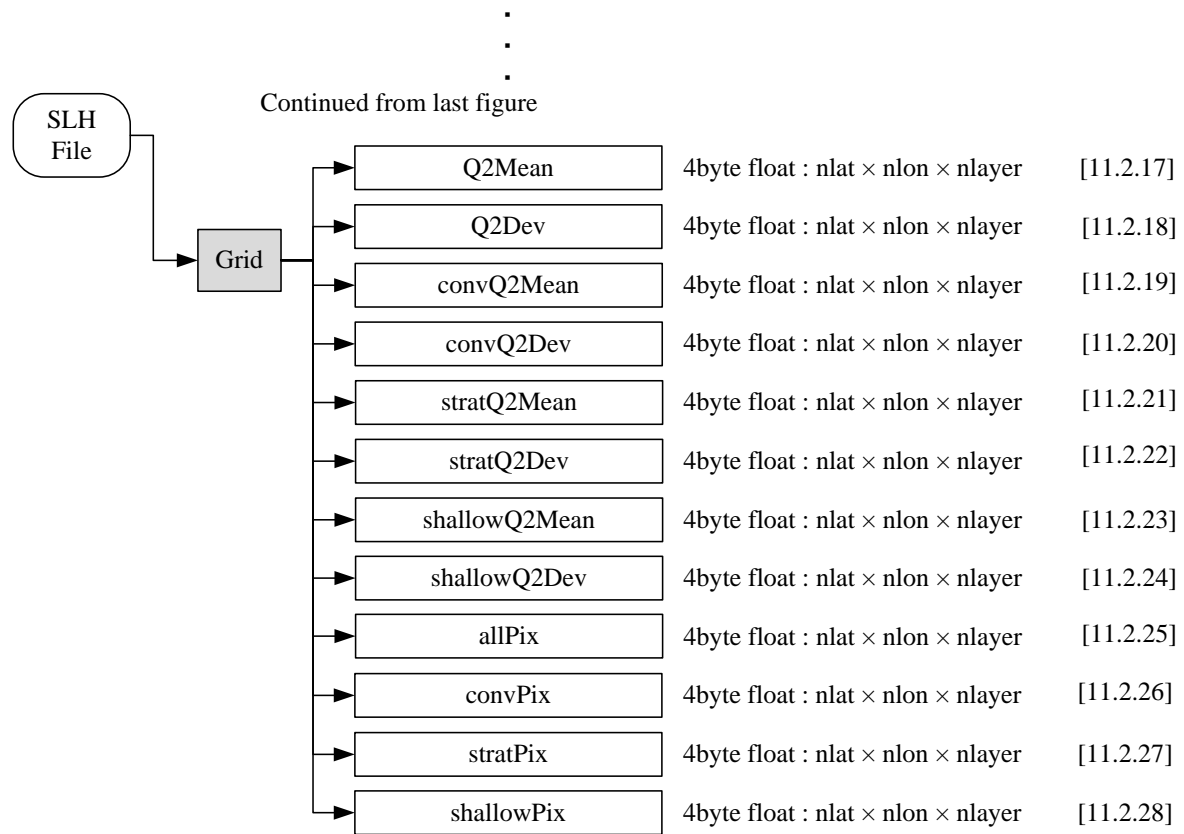 Continued from last figure
SLH
File
Grid
Q2Mean 4byte float : nlat × nlon × nlayer [11.2.17]
Q2Dev 4byte float : nlat × nlon × nlayer [11.2.18]
convQ2Mean 4byte float : nlat × nlon × nlayer [11.2.19]
convQ2Dev 4byte float : nlat × nlon × nlayer [11.2.20]
stratQ2Mean 4byte float : nlat × nlon × nlayer [11.2.21]
stratQ2Dev 4byte float : nlat × nlon × nlayer [11.2.22]
shallowQ2Mean 4byte float : nlat × nlon × nlayer [11.2.23]
shallowQ2Dev 4byte float : nlat × nlon × nlayer [11.2.24]
allPix 4byte float : nlat × nlon × nlayer [11.2.25]
convPix 4byte float : nlat × nlon × nlayer [11.2.26]
stratPix 4byte float : nlat × nlon × nlayer [11.2.27]
shallowPix 4byte float : nlat × nlon × nlayer [11.2.28]